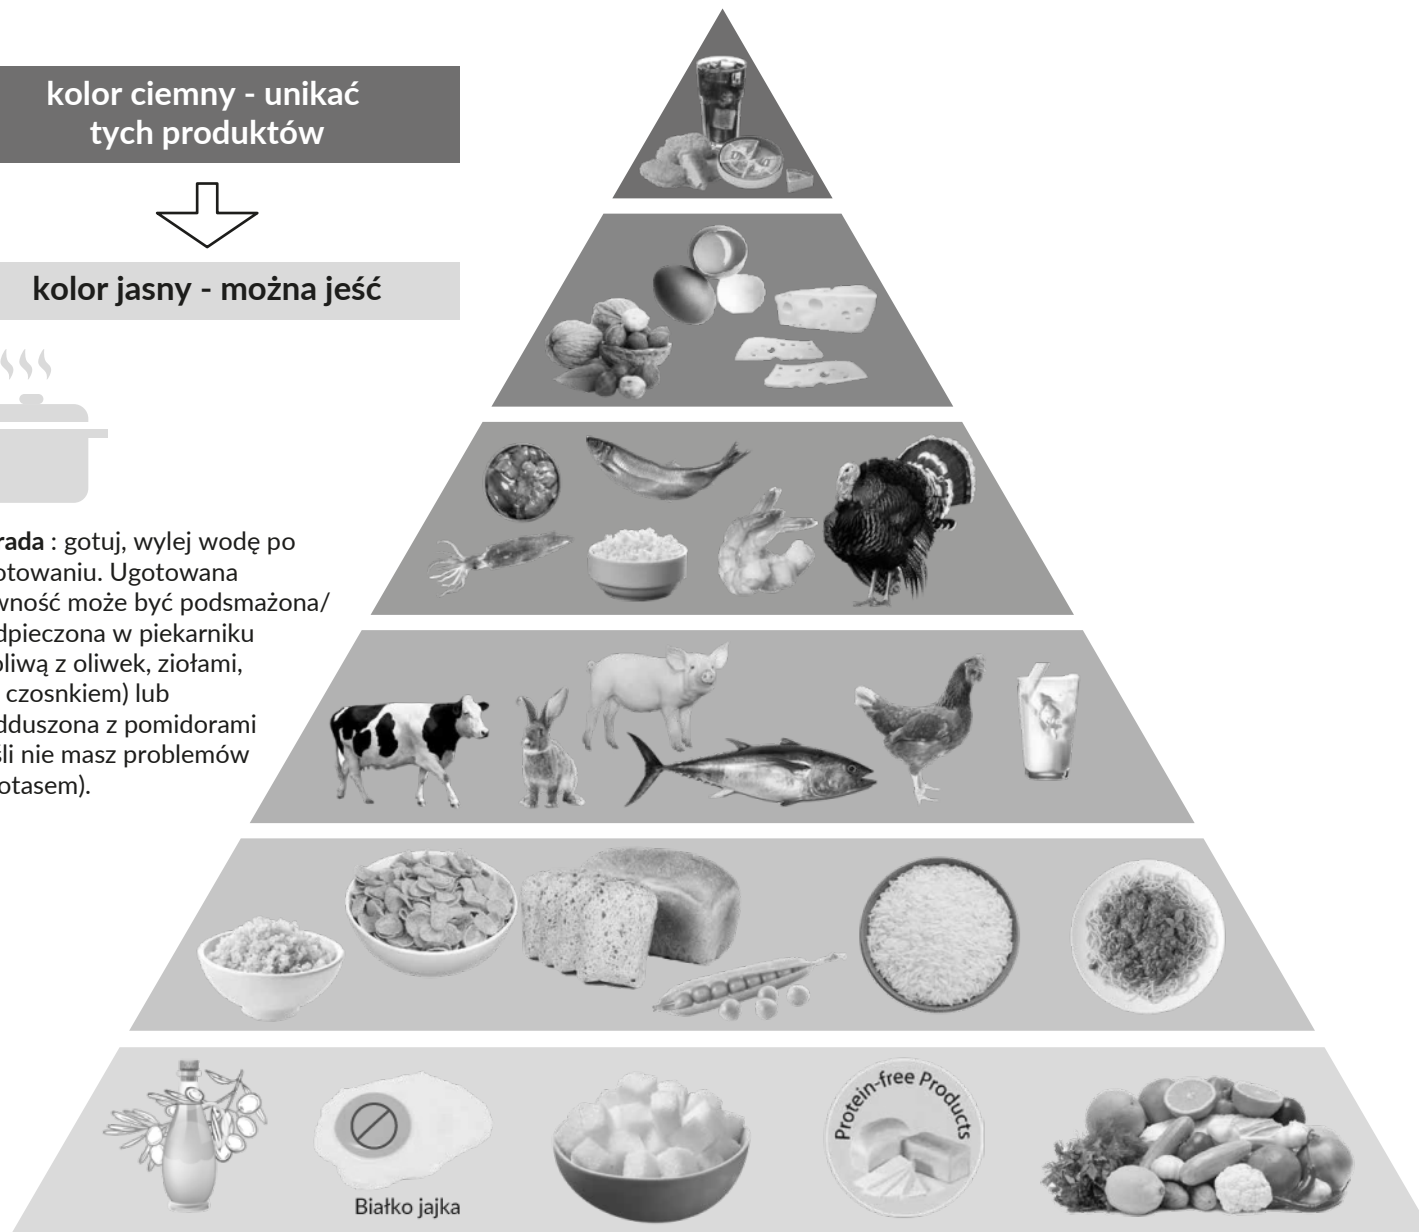 kolor ciemny - unikać
tych produktów
kolor jasny - można jeść
rada : gotuj, wylej wodę po
otowaniu. Ugotowana
wność może być podsmażona/
dpieczona w piekarniku
oliwą z oliwek, ziołami,
czosnkiem) lub
dduszona z pomidorami
śli nie masz problemów
otasem).
Protein-free Products
Białko jajka